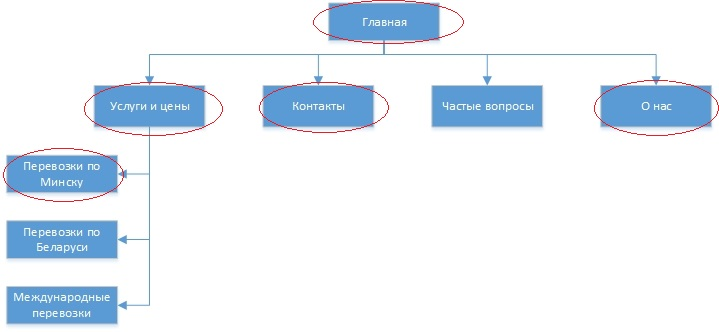 Главная
Услуги и цены
Контакты
Частые вопросы
О нас
Перевозки по
Минску
Перевозки по
Беларуси
Международные
перевозки